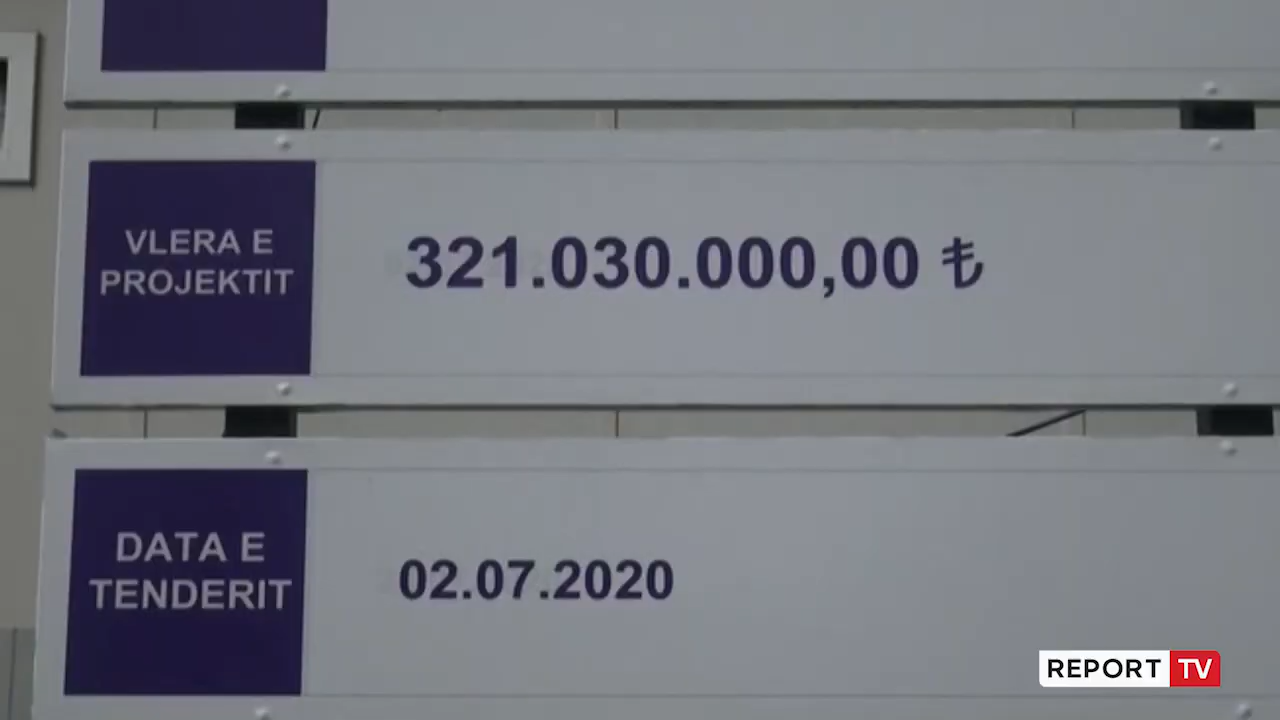 VLERA E
PROJEKTIT
321.030.000,00 ₺
DATA E
TENDERIT
02.07.2020
REPORT TV